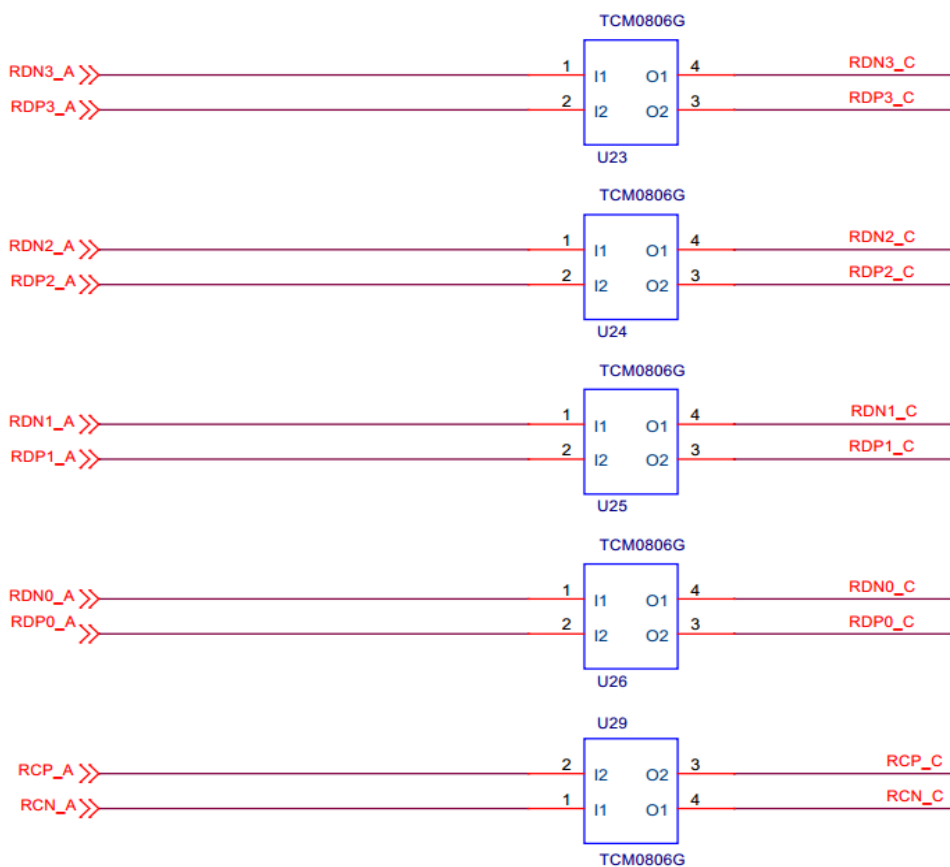 TCM0806G
RDN3_A 1 I1 O1 4 RDN3_C
RDP3_A 2 I2 O2 3 RDP3_C
U23
TCM0806G
RDN2_A 1 I1 O1 4 RDN2_C
RDP2_A 2 I2 O2 3 RDP2_C
U24
TCM0806G
RDN1_A 1 I1 O1 4 RDN1_C
RDP1_A 2 I2 O2 3 RDP1_C
U25
TCM0806G
RDN0_A 1 I1 O1 4 RDN0_C
RDP0_A 2 I2 O2 3 RDP0_C
U26
U29
RCP_A 2 I2 O2 3 RCP_C
RCN_A 1 I1 O1 4 RCN_C
TCM0806G